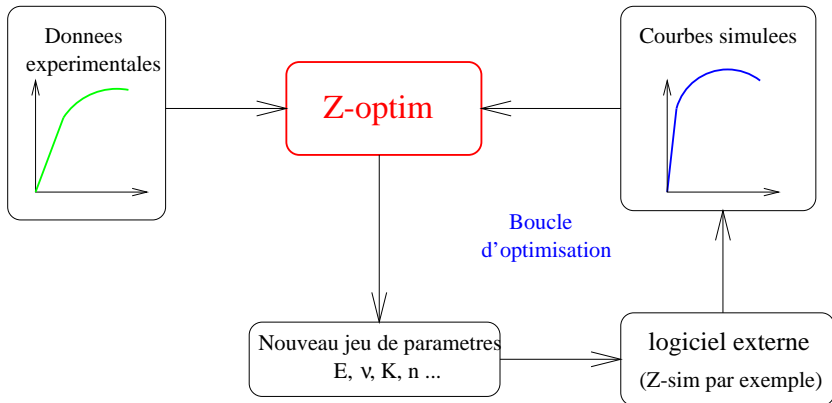 Donnees
experimentales
Z-optim
Courbes simulees
Boucle
d’optimisation
Nouveau jeu de parametres
E, ν, K, n ...
logiciel externe
(Z-sim par exemple)